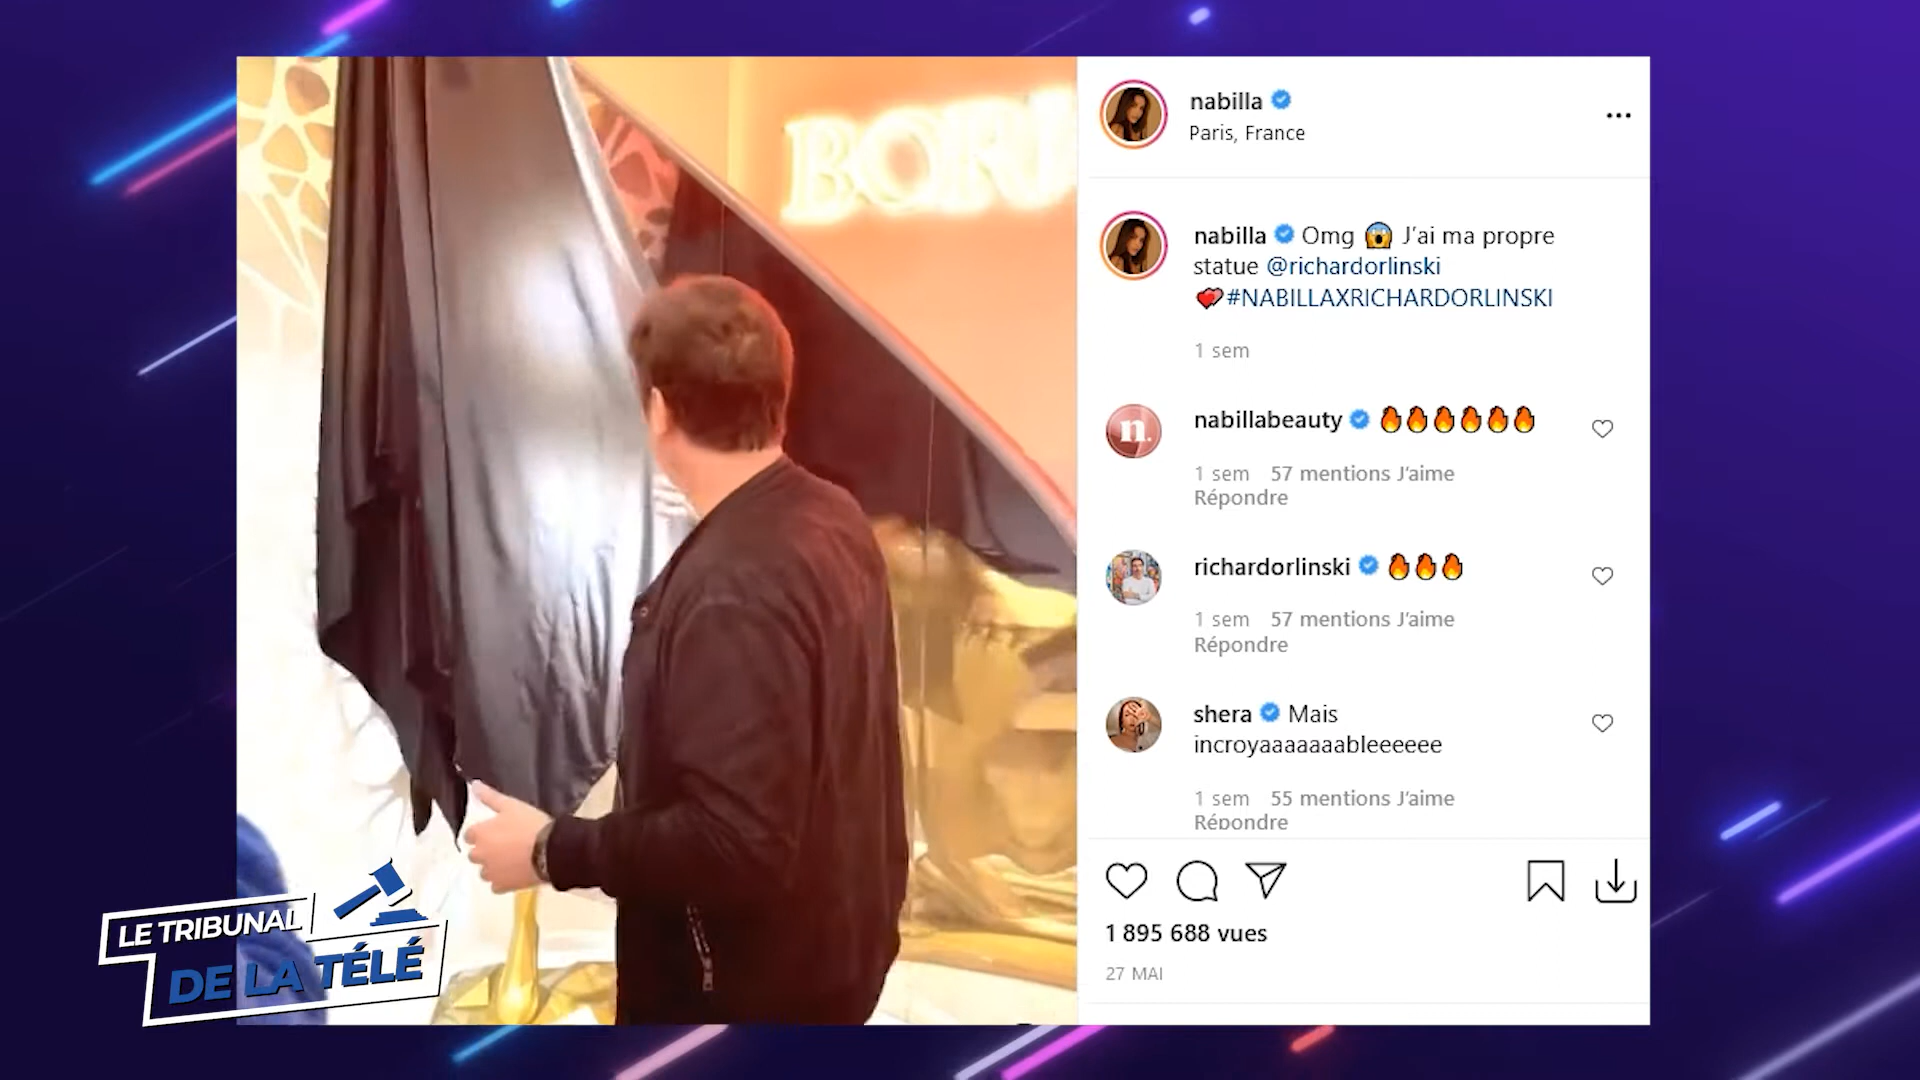 BORI
nabilla
Paris, France
nabilla Omg 😱 J'ai ma propre
statue @richardorlinski
💕#NABILLAXRICHARDORLINSKI
1 sem
nabillabeauty 🔥🔥🔥🔥🔥🔥
1 sem 57 mentions J'aime
Répondre
n.
richardorlinski 🔥🔥🔥
1 sem 57 mentions J'aime
Répondre
shera Mais
incroyaaaaaaableeeeee
1 sem 55 mentions J'aime
Répondre
1 895 688 vues
27 MAI
LE TRIBUNAL
DE LA TÉLÉ